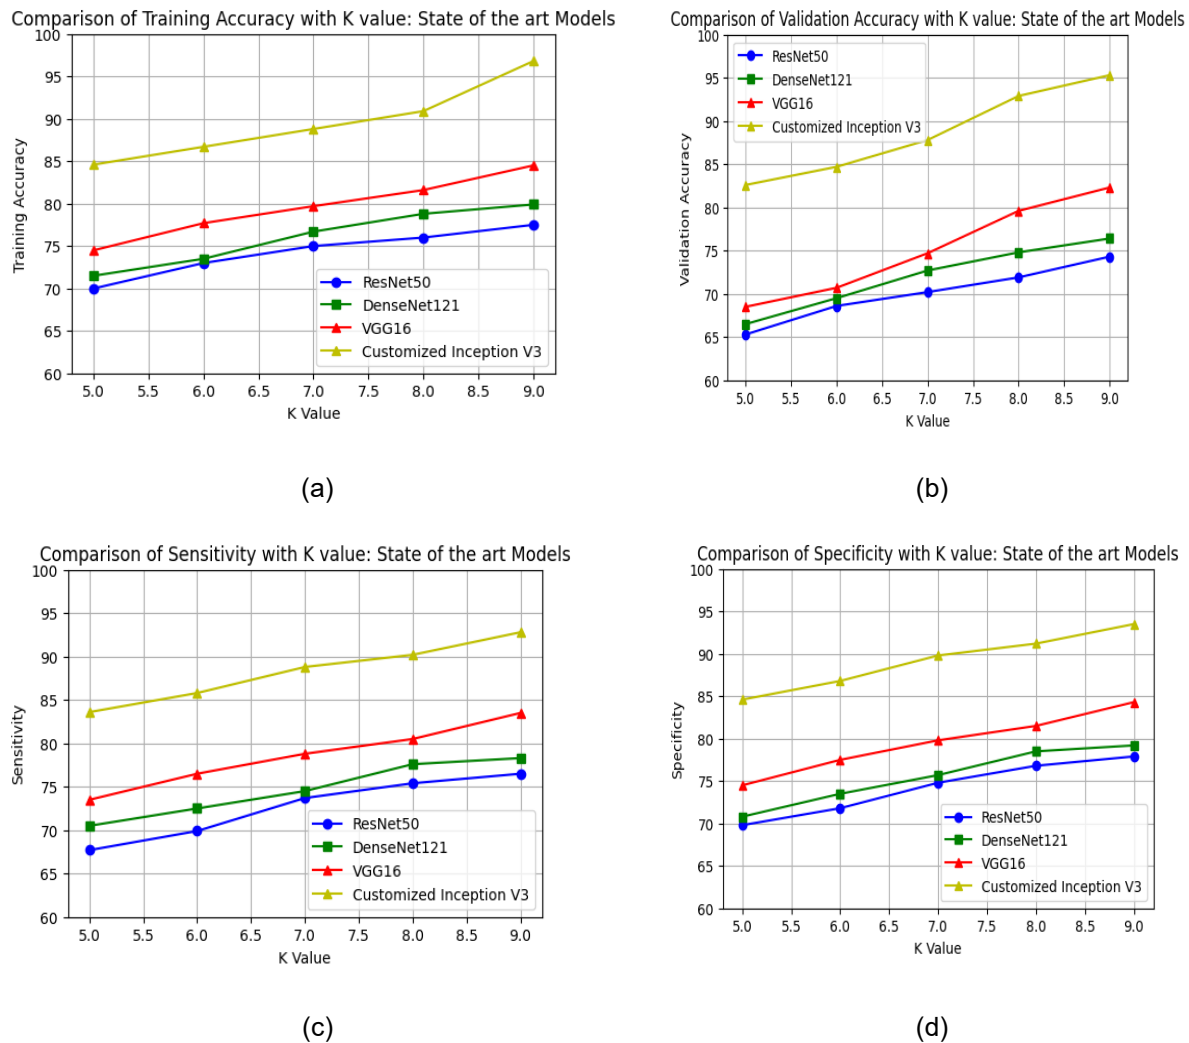 Comparison of Training Accuracy with K value: State of the art Models
100
95
90
85
80
75
70
65
60
Training Accuracy
ResNet50
DenseNet121
VGG16
Customized Inception V3
5.0 5.5 6.0 6.5 7.0 7.5 8.0 8.5 9.0
K Value
(a)
Comparison of Validation Accuracy with K value: State of the art Models
100
95
90
85
80
75
70
65
60
Validation Accuracy
ResNet50
DenseNet121
VGG16
Customized Inception V3
5.0 5.5 6.0 6.5 7.0 7.5 8.0 8.5 9.0
K Value
(b)
Comparison of Sensitivity with K value: State of the art Models
100
95
90
85
80
75
70
65
60
Sensitivity
ResNet50
DenseNet121
VGG16
Customized Inception V3
5.0 5.5 6.0 6.5 7.0 7.5 8.0 8.5 9.0
K Value
(c)
Comparison of Specificity with K value: State of the art Models
100
95
90
85
80
75
70
65
60
Specificity
ResNet50
DenseNet121
VGG16
Customized Inception V3
5.0 5.5 6.0 6.5 7.0 7.5 8.0 8.5 9.0
K Value
(d)